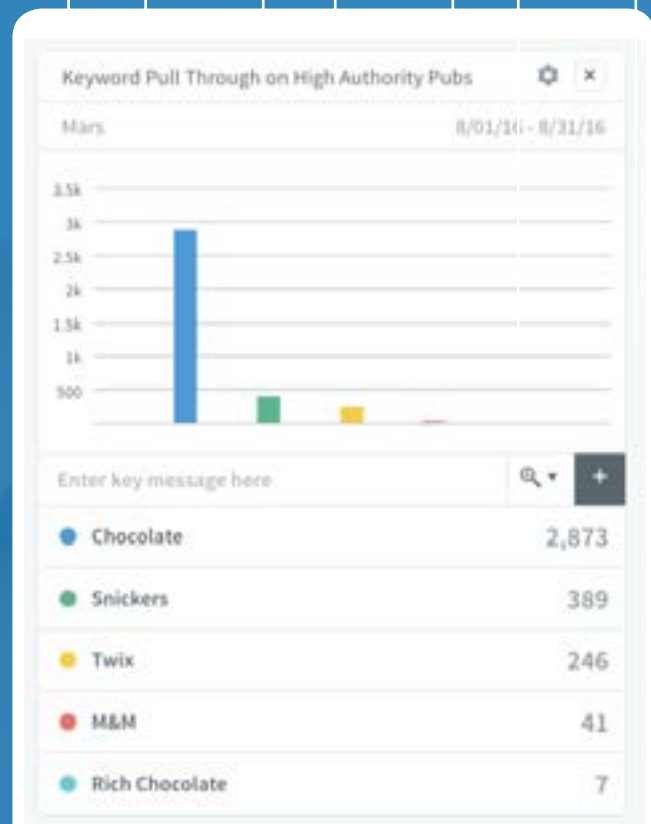 Keyword Pull Through on High Authority Pubs
Mars 8/01/16 - 8/31/16
3.5k
3k
2.5k
2k
1.5k
1k
500
Enter key message here
+
Chocolate 2,873
Snickers 389
Twix 246
M&M 41
Rich Chocolate 7